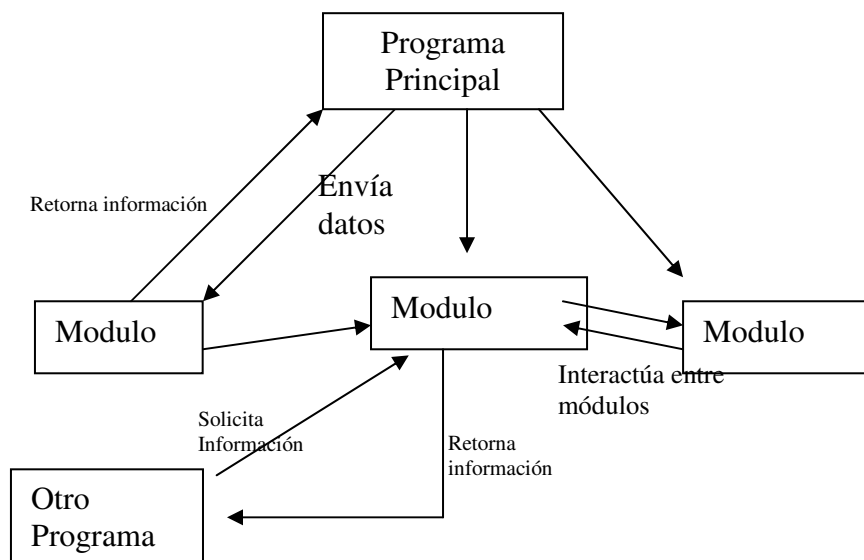 Programa
Principal
Retorna información
Envía
datos
Modulo
Modulo
Modulo
Interactúa entre
módulos
Solicita
Información
Retorna
información
Otro
Programa